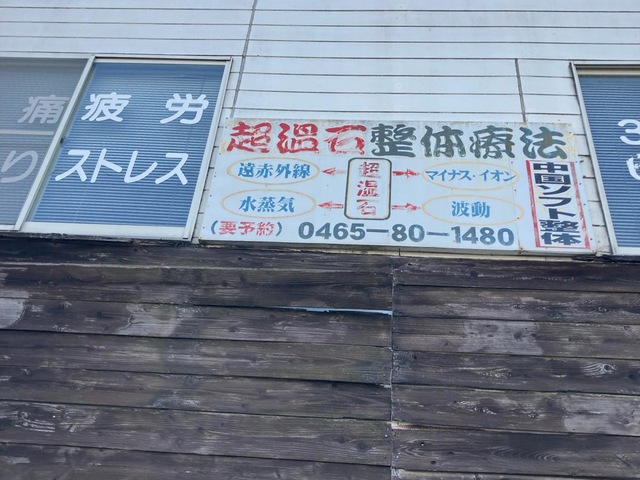 痛 疲労
り ストレス
超温石整体療法
遠赤外線
マイナス・イオン
超温石
水蒸気
波動
(要予約) 0465-80-1480
中国ソフト整体
3